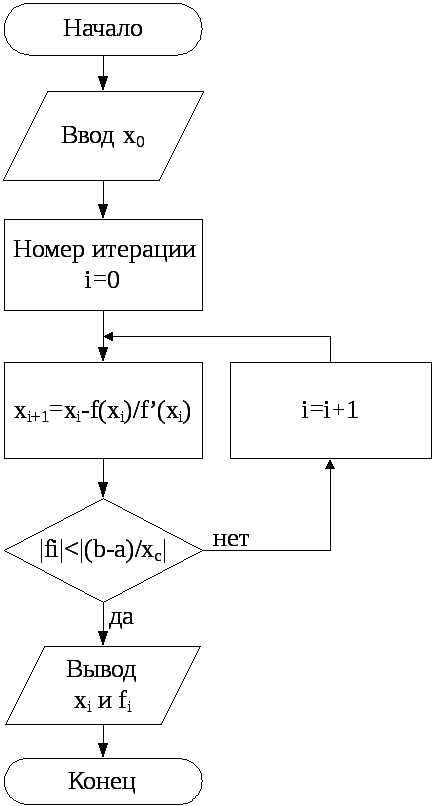 Начало
Ввод x₀
Номер итерации
i=0
xᵢ₊₁=xᵢ-f(xᵢ)/f’(xᵢ)
i=i+1
|fi|<|(b-a)/x_c|
нет
да
Вывод
xᵢ и fᵢ
Конец